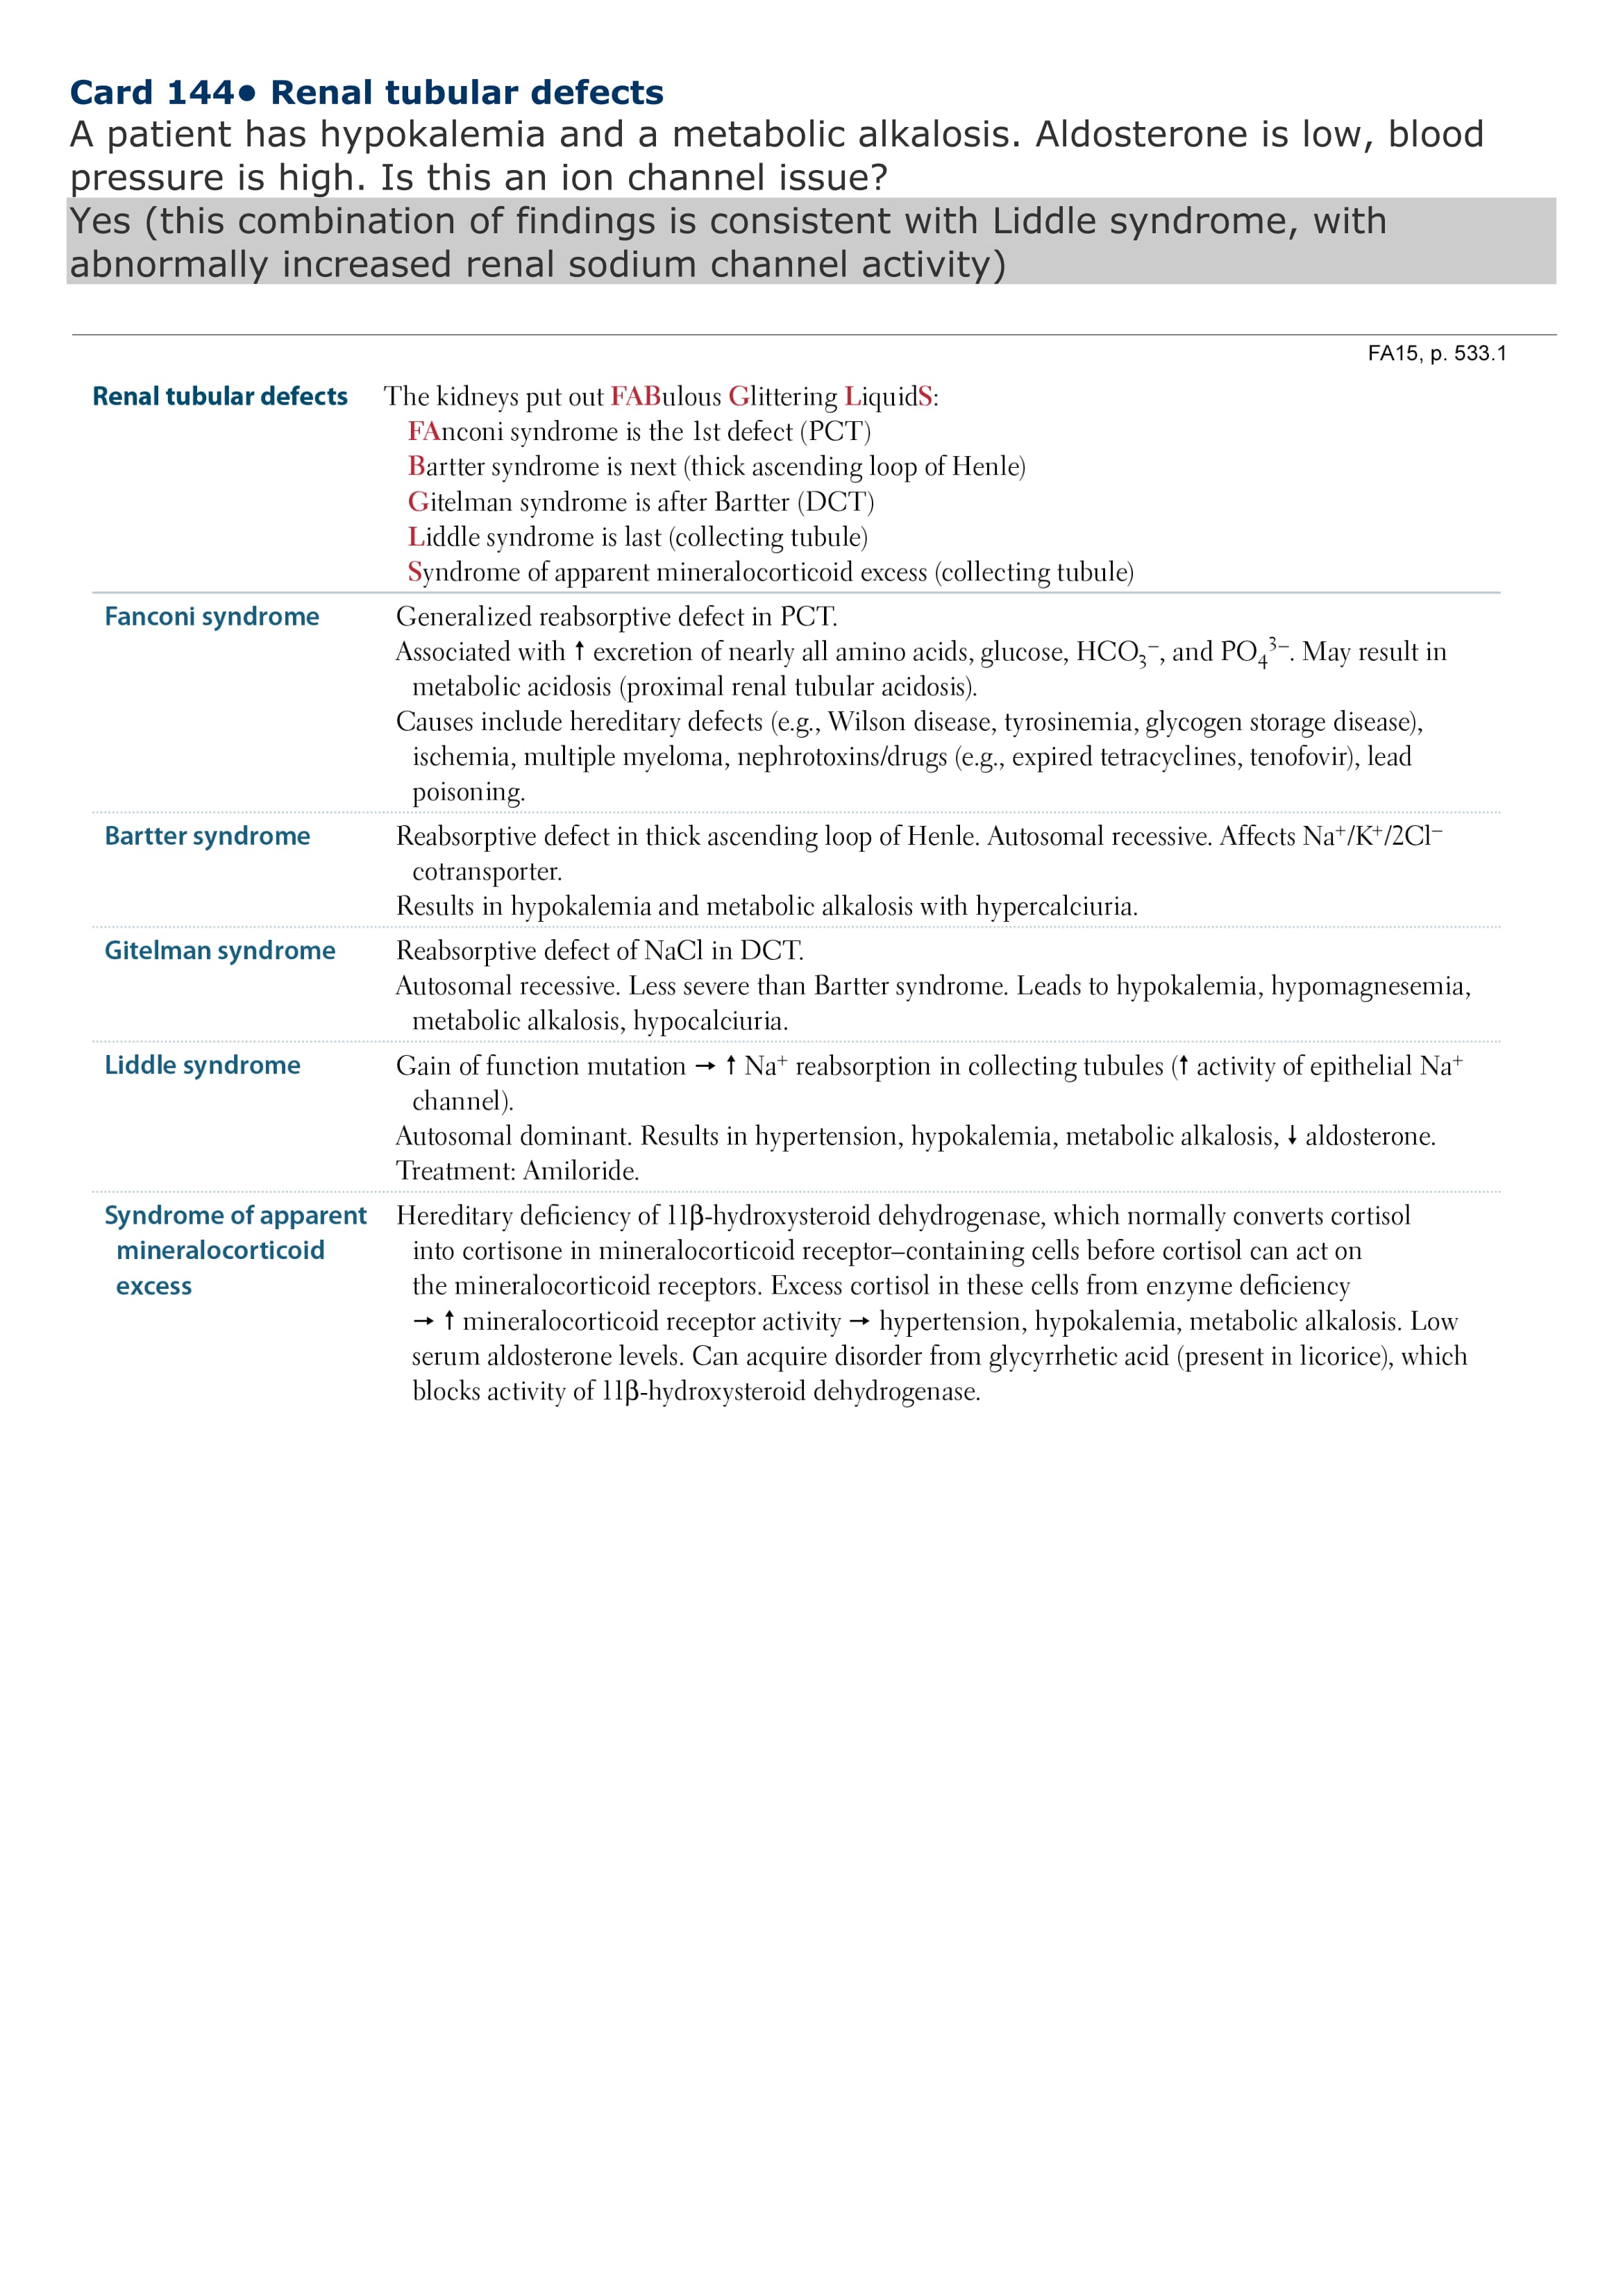 Card 144• Renal tubular defects
A patient has hypokalemia and a metabolic alkalosis. Aldosterone is low, blood
pressure is high. Is this an ion channel issue?
Yes (this combination of findings is consistent with Liddle syndrome, with
abnormally increased renal sodium channel activity)
FA15, p. 533.1
Renal tubular defects
The kidneys put out FABulous Glittering LiquidS:
FAnconi syndrome is the 1st defect (PCT)
Bartter syndrome is next (thick ascending loop of Henle)
Gitelman syndrome is after Bartter (DCT)
Liddle syndrome is last (collecting tubule)
Syndrome of apparent mineralocorticoid excess (collecting tubule)
Fanconi syndrome
Generalized reabsorptive defect in PCT.
Associated with ↑ excretion of nearly all amino acids, glucose, HCO₃⁻, and PO₄³⁻. May result in
metabolic acidosis (proximal renal tubular acidosis).
Causes include hereditary defects (e.g., Wilson disease, tyrosinemia, glycogen storage disease),
ischemia, multiple myeloma, nephrotoxins/drugs (e.g., expired tetracyclines, tenofovir), lead
poisoning.
Bartter syndrome
Reabsorptive defect in thick ascending loop of Henle. Autosomal recessive. Affects Na⁺/K⁺/2Cl⁻
cotransporter.
Results in hypokalemia and metabolic alkalosis with hypercalciuria.
Gitelman syndrome
Reabsorptive defect of NaCl in DCT.
Autosomal recessive. Less severe than Bartter syndrome. Leads to hypokalemia, hypomagnesemia,
metabolic alkalosis, hypocalciuria.
Liddle syndrome
Gain of function mutation → ↑ Na⁺ reabsorption in collecting tubules (↑ activity of epithelial Na⁺
channel).
Autosomal dominant. Results in hypertension, hypokalemia, metabolic alkalosis, ↓ aldosterone.
Treatment: Amiloride.
Syndrome of apparent
mineralocorticoid
excess
Hereditary deficiency of 11β-hydroxysteroid dehydrogenase, which normally converts cortisol
into cortisone in mineralocorticoid receptor–containing cells before cortisol can act on
the mineralocorticoid receptors. Excess cortisol in these cells from enzyme deficiency
→ ↑ mineralocorticoid receptor activity → hypertension, hypokalemia, metabolic alkalosis. Low
serum aldosterone levels. Can acquire disorder from glycyrrhetic acid (present in licorice), which
blocks activity of 11β-hydroxysteroid dehydrogenase.